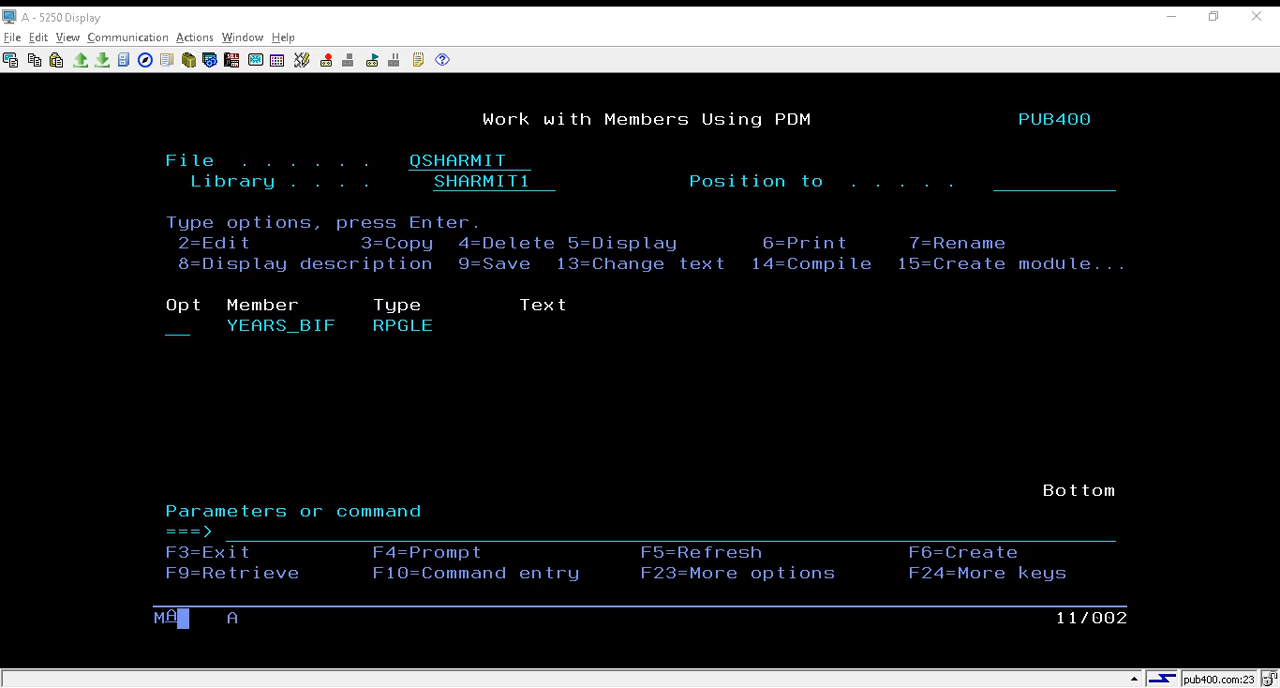 A - 5250 Display
File Edit View Communication Actions Window Help
Work with Members Using PDM PUB400
File . . . . . . QSHARMIT
Library . . . . SHARMIT1 Position to . . . . .
Type options, press Enter.
2=Edit 3=Copy 4=Delete 5=Display 6=Print 7=Rename
8=Display description 9=Save 13=Change text 14=Compile 15=Create module...
Opt Member Type Text
YEARS_BIF RPGLE
Bottom
Parameters or command
===>
F3=Exit F4=Prompt F5=Refresh F6=Create
F9=Retrieve F10=Command entry F23=More options F24=More keys
MA A 11/002
pub400.com:23